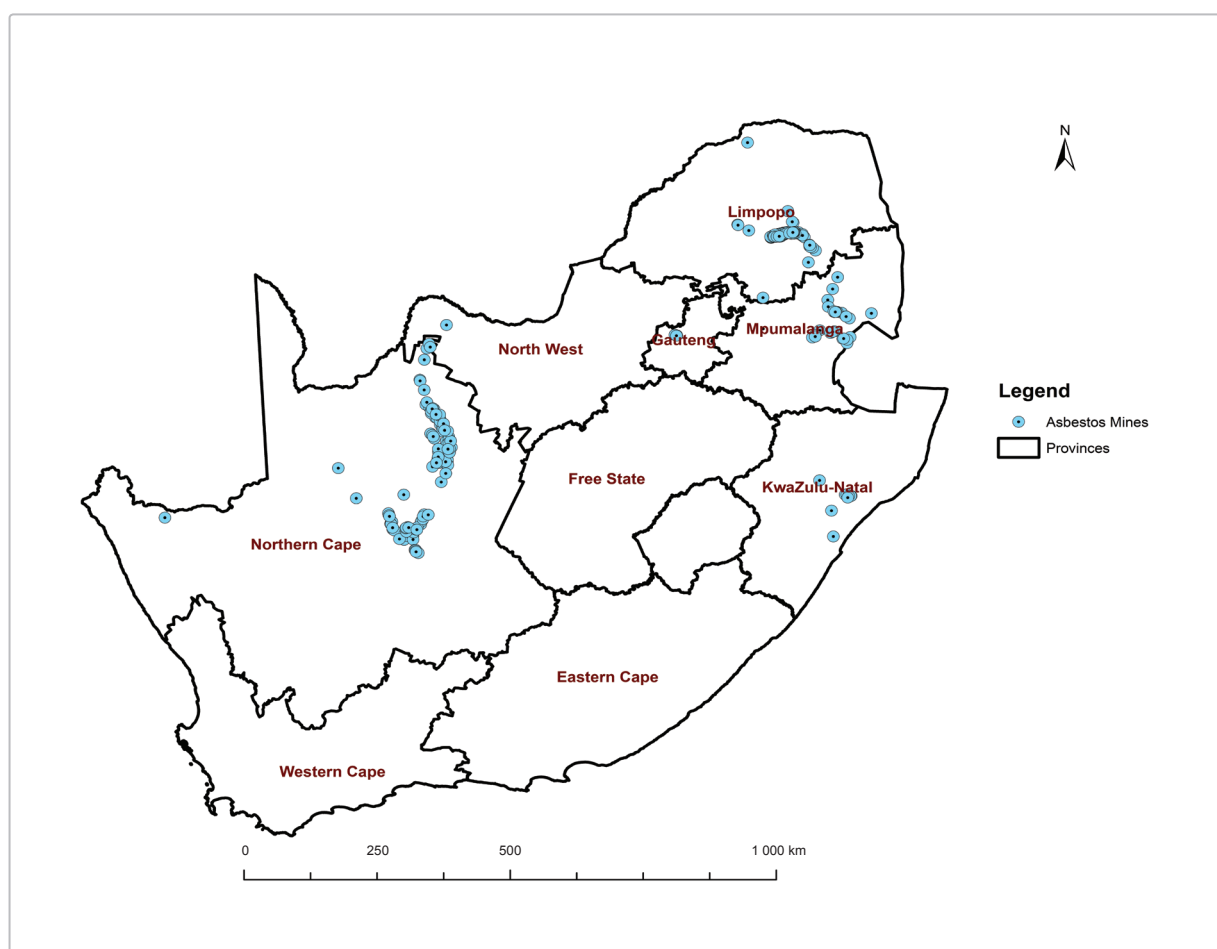 N
Limpopo
Mpumalanga
Gauteng
North West
Legend
Asbestos Mines
Provinces
Free State
KwaZulu-Natal
Northern Cape
Eastern Cape
Western Cape
0 250 500 1 000 km